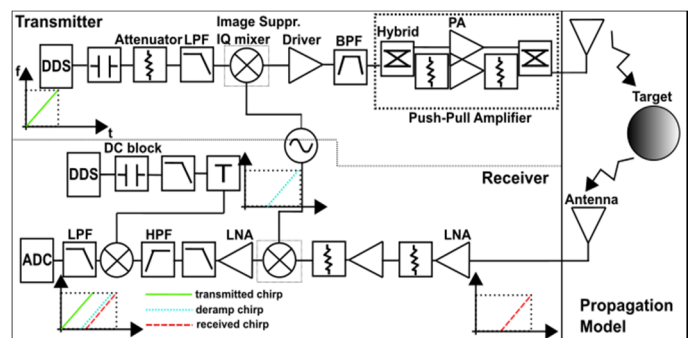 Transmitter
Image Suppr.
IQ mixer
Attenuator
LPF
Driver
BPF
Hybrid
PA
DDS
f
t
Push-Pull Amplifier
Target
DC block
DDS
T
Receiver
Antenna
ADC
LPF
HPF
LNA
LNA
transmitted chirp
deramp chirp
received chirp
Propagation
Model